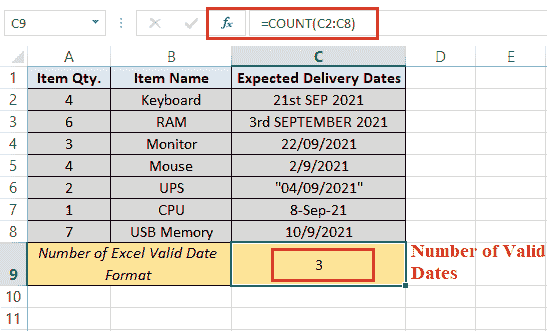 C9 fx =COUNT(C2:C8)
A B C D E
1 Item Qty. Item Name Expected Delivery Dates
2 4 Keyboard 21st SEP 2021
3 6 RAM 3rd SEPTEMBER 2021
4 3 Monitor 22/09/2021
5 4 Mouse 2/9/2021
6 2 UPS "04/09/2021"
7 1 CPU 8-Sep-21
8 7 USB Memory 10/9/2021
9 Number of Excel Valid Date Format 3 Number of Valid Dates
10
11